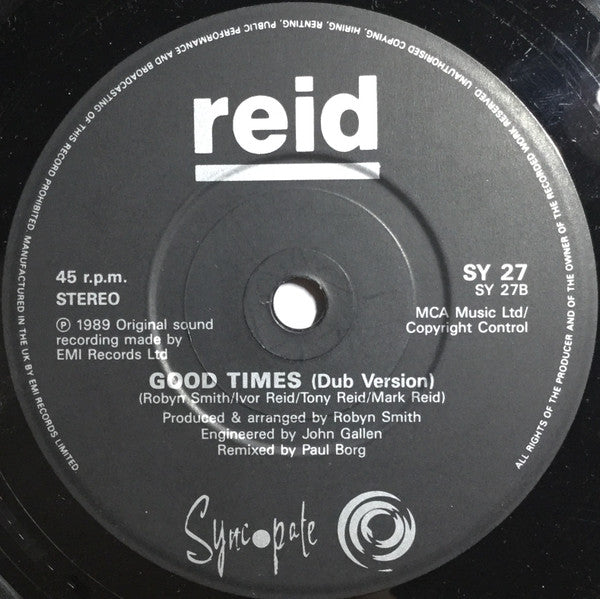 ALL RIGHTS OF THE PRODUCER AND OF THE OWNER OF THE RECORDED WORK RESERVED. UNAUTHORISED COPYING, HIRING, RENTING, PUBLIC PERFORMANCE AND BROADCASTING OF THIS RECORD PROHIBITED. MANUFACTURED IN THE UK BY EMI RECORDS LIMITED.
reid
45 r.p.m.
STEREO
SY 27
SY 27B
℗ 1989 Original sound
recording made by
EMI Records Ltd
MCA Music Ltd/
Copyright Control
GOOD TIMES (Dub Version)
(Robyn Smith/Ivor Reid/Tony Reid/Mark Reid)
Produced & arranged by Robyn Smith
Engineered by John Gallen
Remixed by Paul Borg
Sync•pate